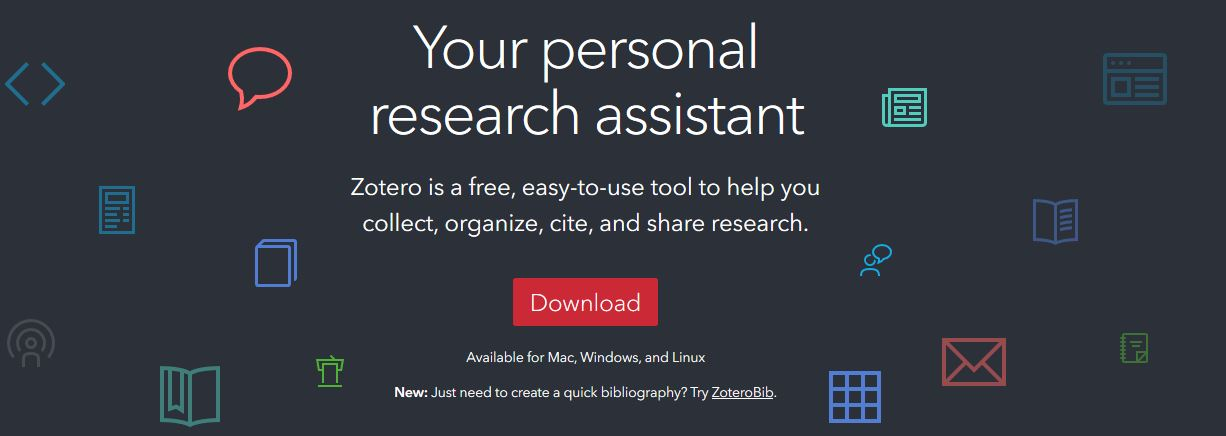 Your personal
research assistant
Zotero is a free, easy-to-use tool to help you
collect, organize, cite, and share research.
Download
Available for Mac, Windows, and Linux
New: Just need to create a quick bibliography? Try ZoteroBib.